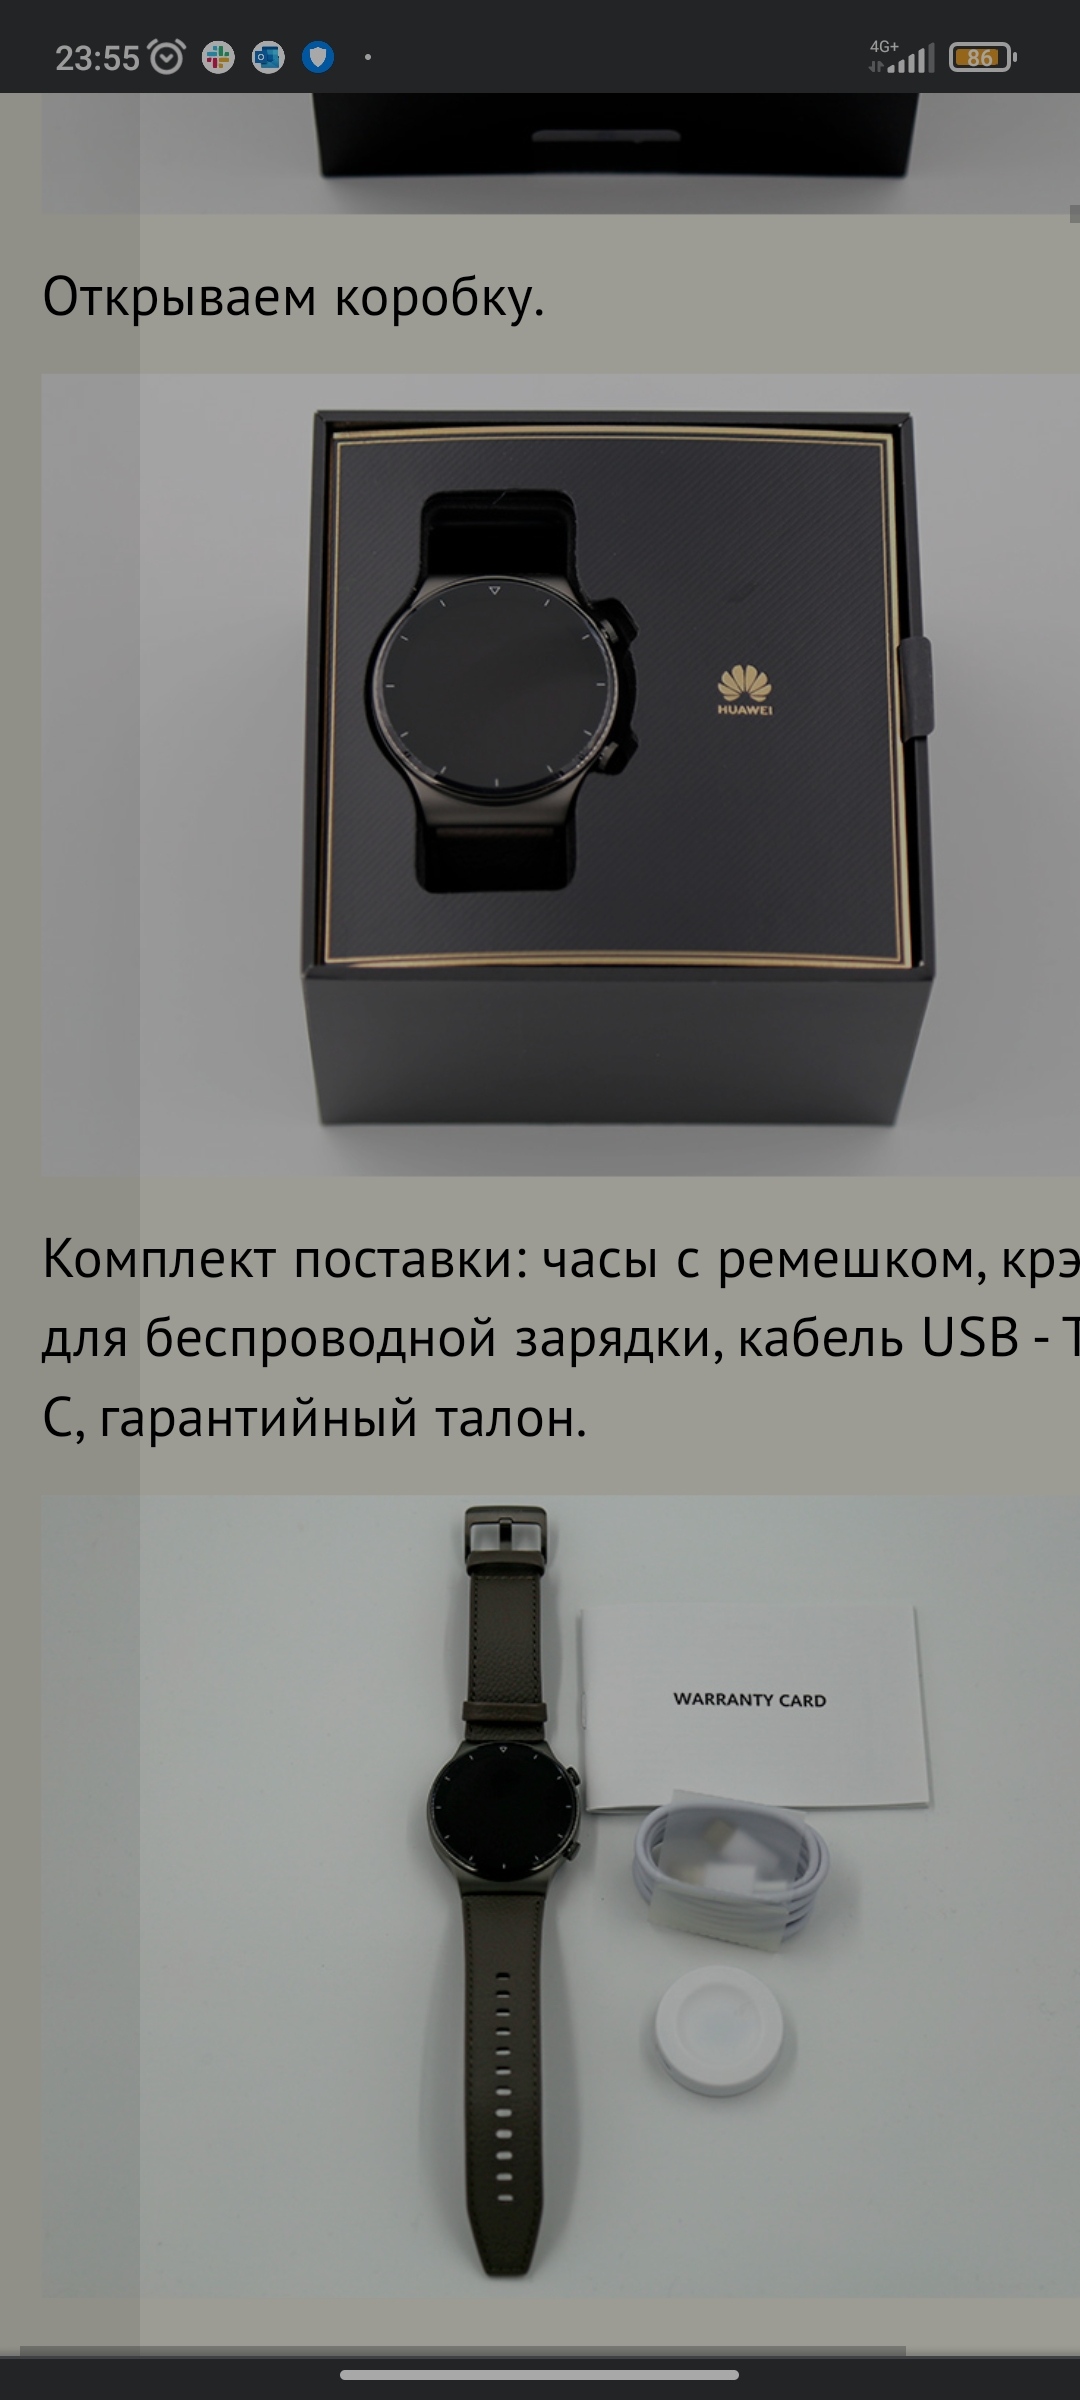 23:55
4G+
86
Открываем коробку.
HUAWEI
Комплект поставки: часы с ремешком, крэ
для беспроводной зарядки, кабель USB - T
C, гарантийный талон.
WARRANTY CARD